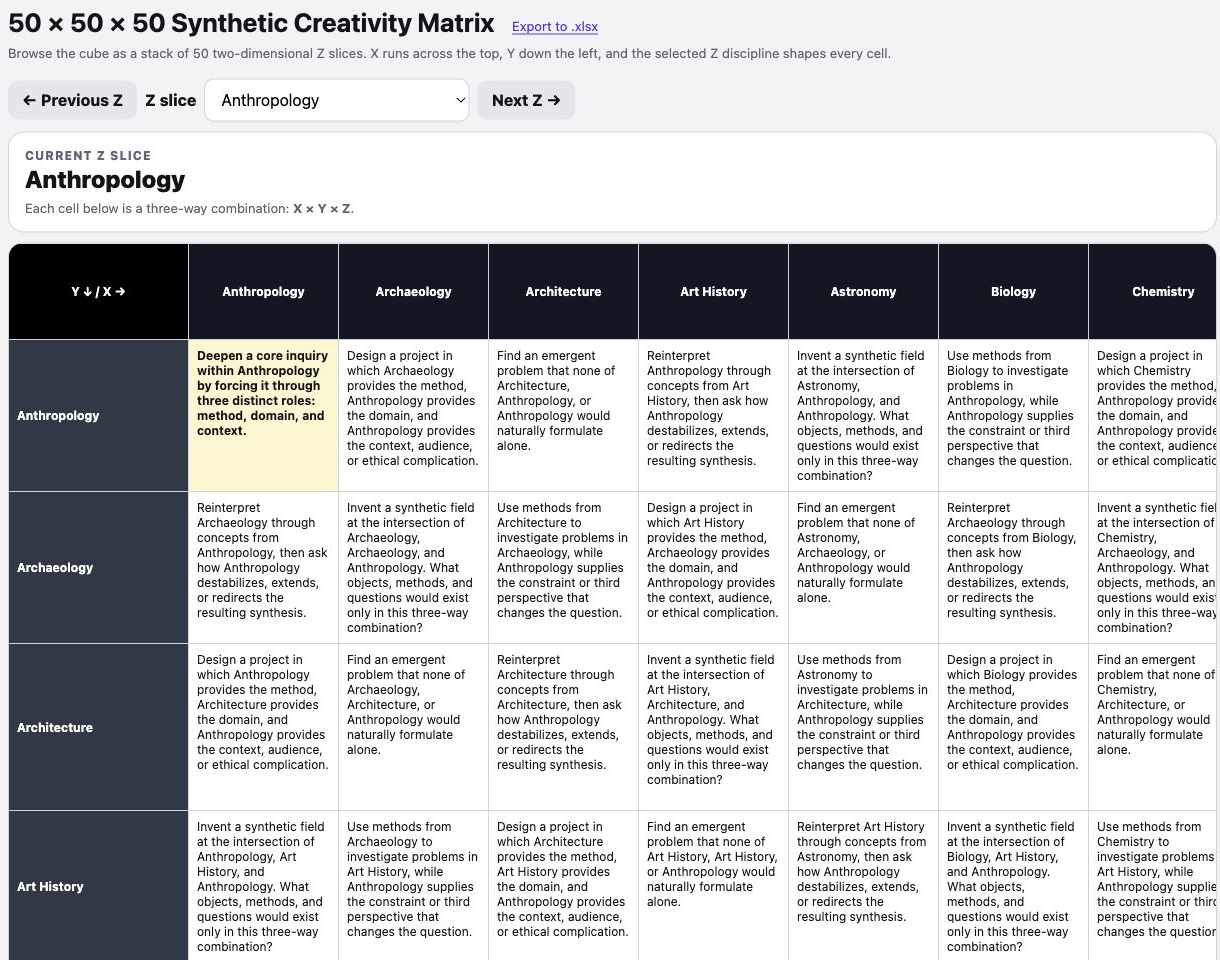 50 × 50 × 50 Synthetic Creativity Matrix
Export to .xlsx
Browse the cube as a stack of 50 two-dimensional Z slices. X runs across the top, Y down the left, and the selected Z discipline shapes every cell.
← Previous Z
Z slice
Anthropology
Next Z →
CURRENT Z SLICE
Anthropology
Each cell below is a three-way combination: X × Y × Z.
Y ↓ / X →
Anthropology
Archaeology
Architecture
Art History
Astronomy
Biology
Chemistry
Anthropology
Deepen a core inquiry
within Anthropology
by forcing it through
three distinct roles:
method, domain, and
context.
Design a project in
which Archaeology
provides the method,
Anthropology provides
the domain, and
Anthropology provides
the context, audience,
or ethical complication.
Find an emergent
problem that none of
Architecture,
Anthropology, or
Anthropology would
naturally formulate
alone.
Reinterpret
Anthropology through
concepts from Art
History, then ask how
Anthropology
destabilizes, extends,
or redirects the
resulting synthesis.
Invent a synthetic field
at the intersection of
Astronomy,
Anthropology, and
Anthropology. What
objects, methods, and
questions would exist
only in this three-way
combination?
Use methods from
Biology to investigate
problems in
Anthropology, while
Anthropology supplies
the constraint or third
perspective that
changes the question.
Design a project in
which Chemistry
provides the method,
Anthropology provides
the domain, and
Anthropology provide
the context, audience
or ethical complicatic
Archaeology
Reinterpret
Archaeology through
concepts from
Anthropology, then ask
how Anthropology
destabilizes, extends,
or redirects the
resulting synthesis.
Invent a synthetic field
at the intersection of
Archaeology,
Archaeology, and
Anthropology. What
objects, methods, and
questions would exist
only in this three-way
combination?
Use methods from
Architecture to
investigate problems in
Archaeology, while
Anthropology supplies
the constraint or third
perspective that
changes the question.
Design a project in
which Art History
provides the method,
Archaeology provides
the domain, and
Anthropology provides
the context, audience,
or ethical complication.
Find an emergent
problem that none of
Astronomy,
Archaeology, or
Anthropology would
naturally formulate
alone.
Reinterpret
Archaeology through
concepts from Biology,
then ask how
Anthropology
destabilizes, extends,
or redirects the
resulting synthesis.
Invent a synthetic fiel
at the intersection of
Chemistry,
Archaeology, and
Anthropology. What
objects, methods, an
questions would exist
only in this three-way
combination?
Architecture
Design a project in
which Anthropology
provides the method,
Architecture provides
the domain, and
Anthropology provides
the context, audience,
or ethical complication.
Find an emergent
problem that none of
Archaeology,
Architecture, or
Anthropology would
naturally formulate
alone.
Reinterpret
Architecture through
concepts from
Architecture, then ask
how Anthropology
destabilizes, extends,
or redirects the
resulting synthesis.
Invent a synthetic field
at the intersection of
Art History,
Architecture, and
Anthropology. What
objects, methods, and
questions would exist
only in this three-way
combination?
Use methods from
Astronomy to
investigate problems in
Architecture, while
Anthropology supplies
the constraint or third
perspective that
changes the question.
Design a project in
which Biology provides
the method,
Architecture provides
the domain, and
Anthropology provides
the context, audience,
or ethical complication.
Find an emergent
problem that none of
Chemistry,
Architecture, or
Anthropology would
naturally formulate
alone.
Art History
Invent a synthetic field
at the intersection of
Anthropology, Art
History, and
Anthropology. What
objects, methods, and
questions would exist
only in this three-way
combination?
Use methods from
Archaeology to
investigate problems in
Art History, while
Anthropology supplies
the constraint or third
perspective that
changes the question.
Design a project in
which Architecture
provides the method,
Art History provides
the domain, and
Anthropology provides
the context, audience,
or ethical complication.
Find an emergent
problem that none of
Art History, Art History,
or Anthropology would
naturally formulate
alone.
Reinterpret Art History
through concepts from
Astronomy, then ask
how Anthropology
destabilizes, extends,
or redirects the
resulting synthesis.
Invent a synthetic field
at the intersection of
Biology, Art History,
and Anthropology.
What objects,
methods, and
questions would exist
only in this three-way
combination?
Use methods from
Chemistry to
investigate problems
Art History, while
Anthropology supplie
the constraint or third
perspective that
changes the question